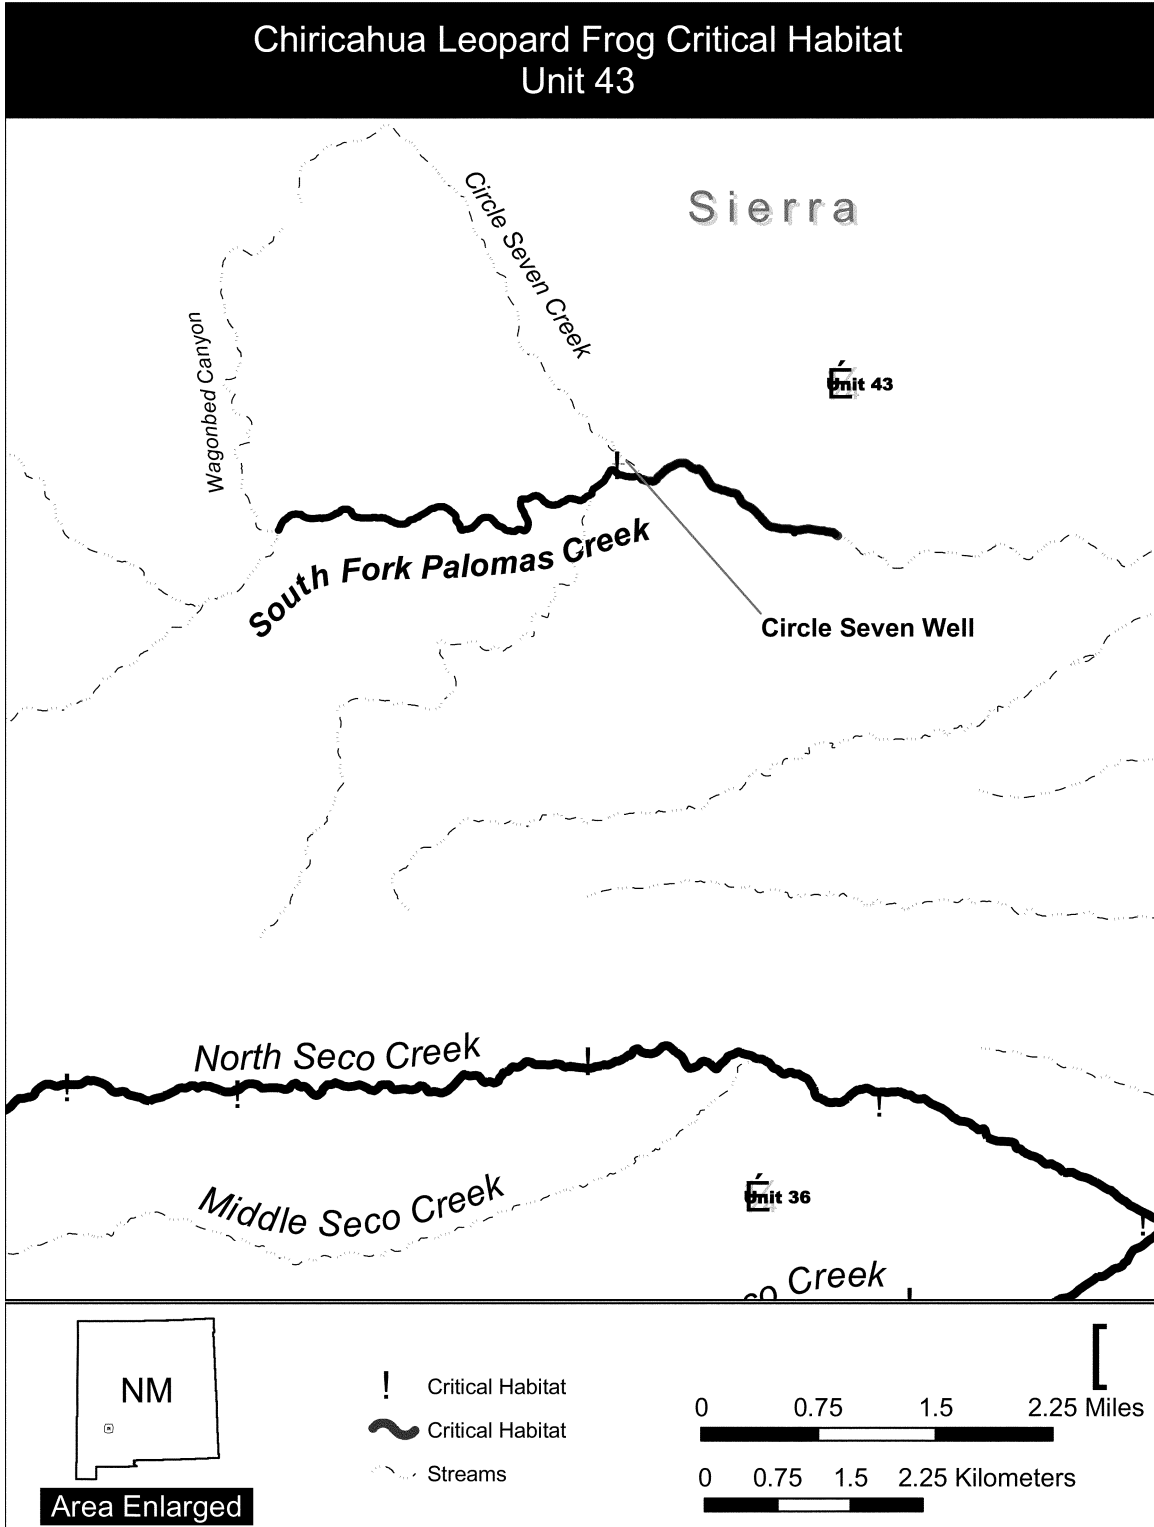 Chiricahua Leopard Frog Critical Habitat
Unit 43
Sierra
Circle Seven Creek
Wagonbed Canyon
Unit 43
South Fork Palomas Creek
Circle Seven Well
North Seco Creek
Middle Seco Creek
Unit 36
co Creek
NM
Area Enlarged
! Critical Habitat
Critical Habitat
Streams
0 0.75 1.5 2.25 Miles
0 0.75 1.5 2.25 Kilometers